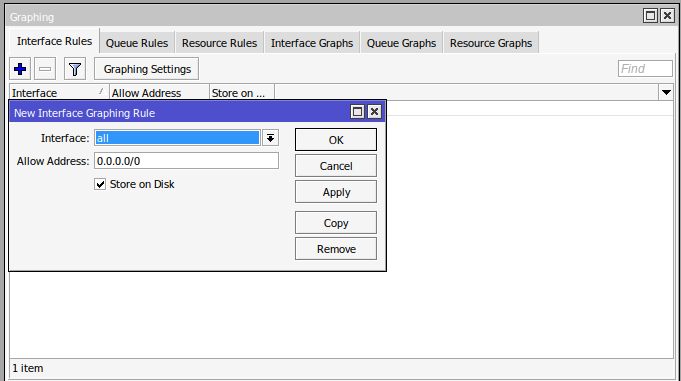 Graphing
Interface Rules Queue Rules Resource Rules Interface Graphs Queue Graphs Resource Graphs
Graphing Settings Find
Interface / Allow Address Store on ...
New Interface Graphing Rule
Interface: all OK
Allow Address: 0.0.0.0/0 Cancel
Store on Disk Apply
Copy
Remove
1 item